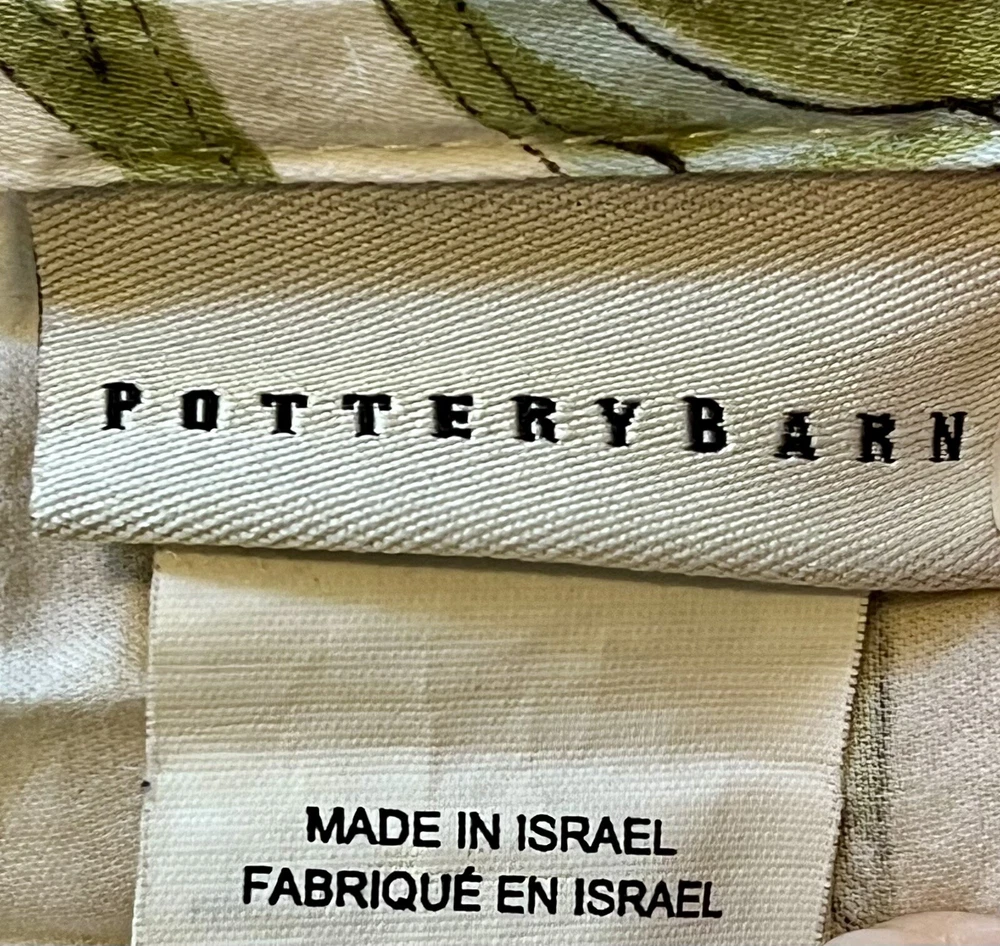 POTTERYBARN
MADE IN ISRAEL
FABRIQUÉ EN ISRAEL